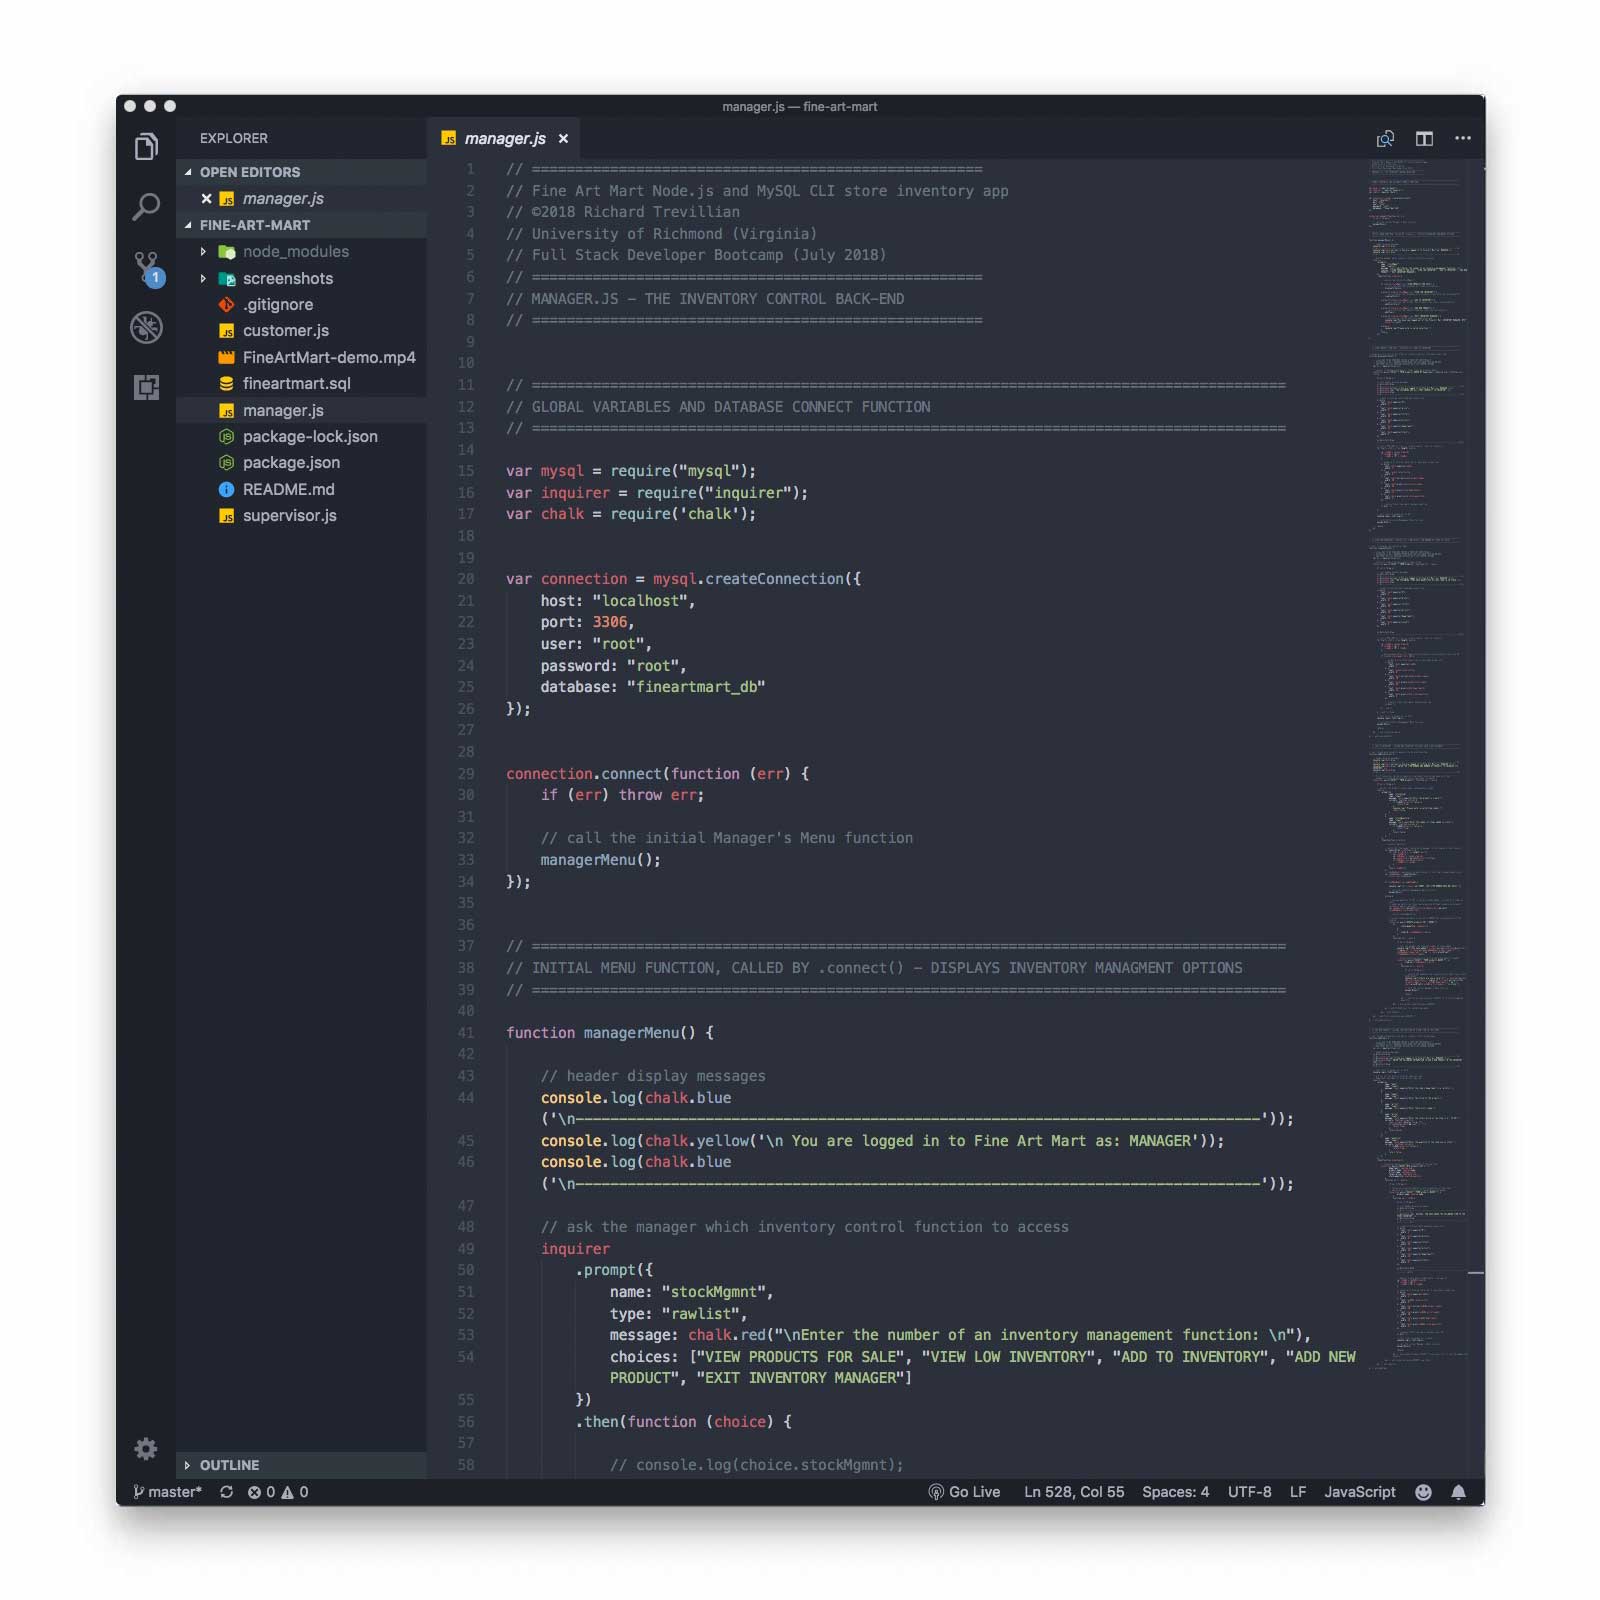 manager.js — fine-art-mart
EXPLORER
OPEN EDITORS
manager.js
FINE-ART-MART
node_modules
screenshots
.gitignore
customer.js
FineArtMart-demo.mp4
fineartmart.sql
manager.js
package-lock.json
package.json
README.md
supervisor.js
OUTLINE
manager.js
1 // ====================================================
2 // Fine Art Mart Node.js and MySQL CLI store inventory app
3 // ©2018 Richard Trevillian
4 // University of Richmond (Virginia)
5 // Full Stack Developer Bootcamp (July 2018)
6 // ====================================================
7 // MANAGER.JS – THE INVENTORY CONTROL BACK-END
8 // ====================================================
9
10
11 // =======================================================================================
12 // GLOBAL VARIABLES AND DATABASE CONNECT FUNCTION
13 // =======================================================================================
14
15 var mysql = require("mysql");
16 var inquirer = require("inquirer");
17 var chalk = require('chalk');
18
19
20 var connection = mysql.createConnection({
21 host: "localhost",
22 port: 3306,
23 user: "root",
24 password: "root",
25 database: "fineartmart_db"
26 });
27
28
29 connection.connect(function (err) {
30 if (err) throw err;
31
32 // call the initial Manager's Menu function
33 managerMenu();
34 });
35
36
37 // =======================================================================================
38 // INITIAL MENU FUNCTION, CALLED BY .connect() – DISPLAYS INVENTORY MANAGMENT OPTIONS
39 // =======================================================================================
40
41 function managerMenu() {
42
43 // header display messages
44 console.log(chalk.blue
('\n-------------------------------------------------------------------------------'));
45 console.log(chalk.yellow('\n You are logged in to Fine Art Mart as: MANAGER'));
46 console.log(chalk.blue
('\n-------------------------------------------------------------------------------'));
47
48 // ask the manager which inventory control function to access
49 inquirer
50 .prompt({
51 name: "stockMgmnt",
52 type: "rawlist",
53 message: chalk.red("\nEnter the number of an inventory management function: \n"),
54 choices: ["VIEW PRODUCTS FOR SALE", "VIEW LOW INVENTORY", "ADD TO INVENTORY", "ADD NEW
PRODUCT", "EXIT INVENTORY MANAGER"]
55 })
56 .then(function (choice) {
57
58 // console.log(choice.stockMgmnt);
1
master* 0 0 Go Live Ln 528, Col 55 Spaces: 4 UTF-8 LF JavaScript